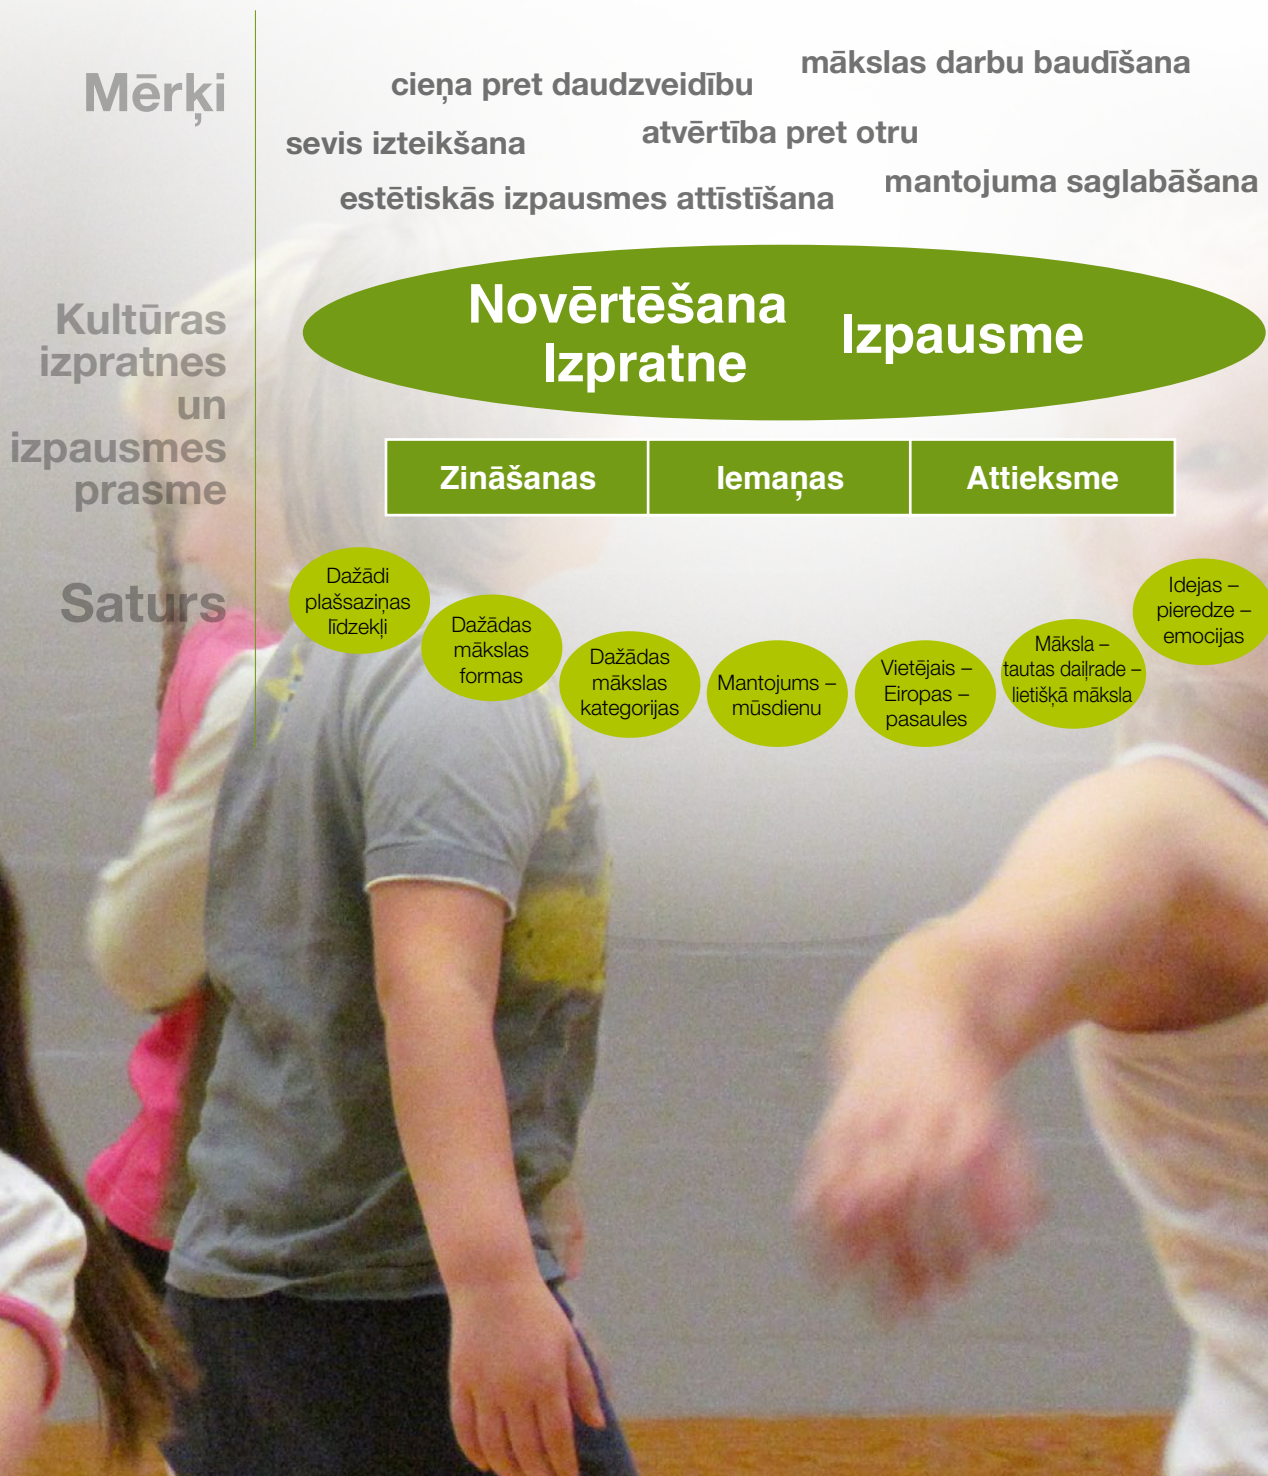 Mērķi
cieņa pret daudzveidību
mākslas darbu baudīšana
sevis izteikšana
atvērtība pret otru
estētiskās izpausmes attīstīšana
mantojuma saglabāšana
Kultūras
izpratnes
un
izpausmes
prasme
Novērtēšana
Izpratne
Izpausme
Zināšanas
Iemaņas
Attieksme
Saturs
Dažādi
plašsaziņas
līdzekļi
Dažādas
mākslas
formas
Dažādas
mākslas
kategorijas
Mantojums –
mūsdienu
Vietējais –
Eiropas –
pasaules
Māksla –
tautas daiļrade –
lietišķā māksla
Idejas –
pieredze –
emocijas